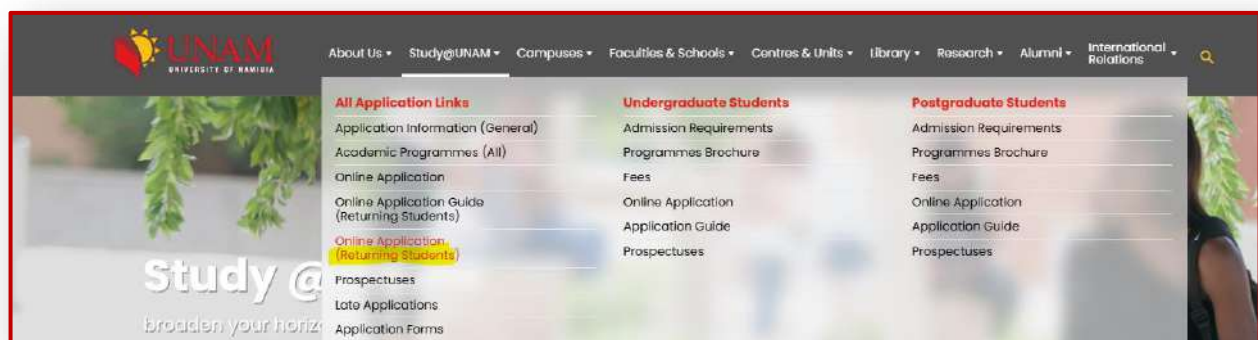 UNAM
UNIVERSITY OF NAMIBIA
About Us
Study@UNAM
Campuses
Faculties & Schools
Centres & Units
Library
Research
Alumni
International
Relations
All Application Links
Application Information (General)
Academic Programmes (All)
Online Application
Online Application Guide
(Returning Students)
Online Application
(Returning Students)
Prospectuses
Late Applications
Application Forms
Undergraduate Students
Admission Requirements
Programmes Brochure
Fees
Online Application
Application Guide
Prospectuses
Postgraduate Students
Admission Requirements
Programmes Brochure
Fees
Online Application
Application Guide
Prospectuses
Study @
broaden your horiz